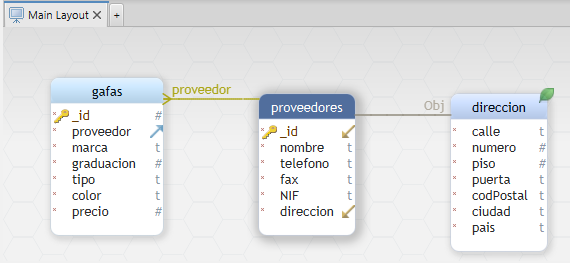 Main Layout × +
proveedor
gafas
_id #
proveedor
marca t
graduacion #
tipo t
color t
precio #
proveedores
_id
nombre t
telefono t
fax t
NIF t
direccion
Obj
direccion
calle t
numero #
piso #
puerta t
codPostal t
ciudad t
pais t